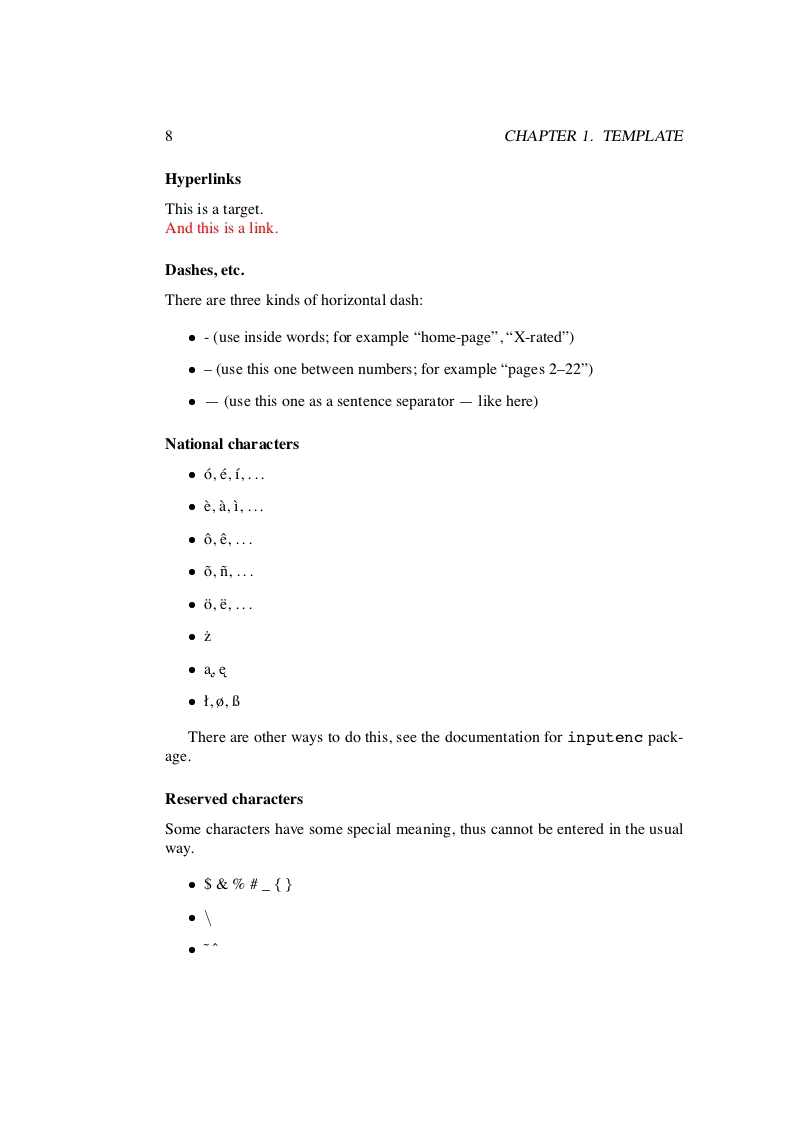 8 CHAPTER 1. TEMPLATE
Hyperlinks
This is a target.
And this is a link.
Dashes, etc.
There are three kinds of horizontal dash:
• - (use inside words; for example “home-page”, “X-rated”)
• – (use this one between numbers; for example “pages 2–22”)
• — (use this one as a sentence separator — like here)
National characters
• ó, é, í, . . .
• è, à, ì, . . .
• ô, ê, . . .
• õ, ñ, . . .
• ö, ë, . . .
• ż
• ą, ę
• ł, ø, ß
There are other ways to do this, see the documentation for inputenc pack-
age.
Reserved characters
Some characters have some special meaning, thus cannot be entered in the usual
way.
• $ & % # _ { }
• \
• ˜ ˆ